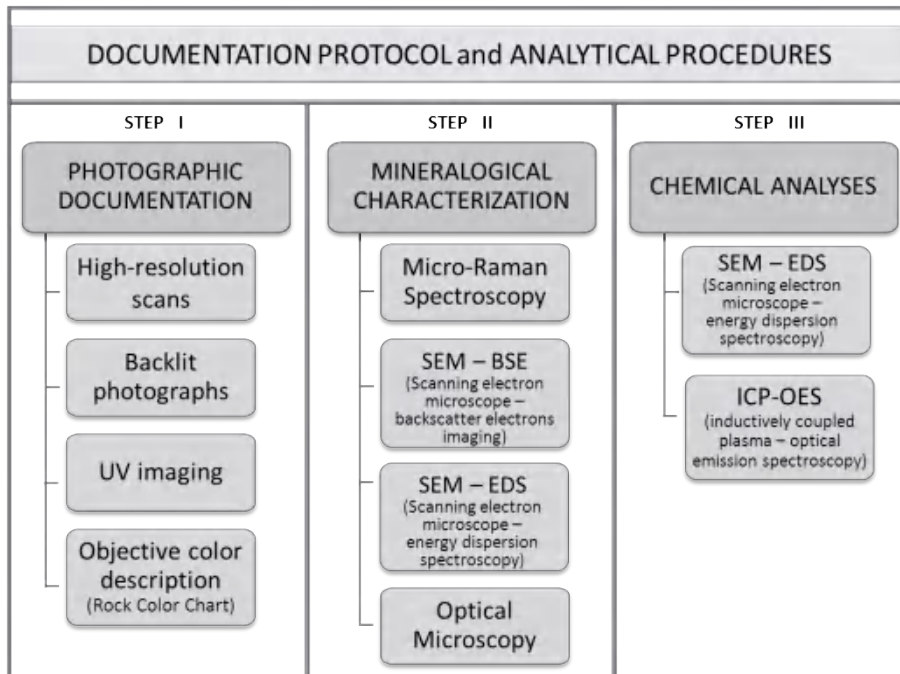 DOCUMENTATION PROTOCOL and ANALYTICAL PROCEDURES
STEP I
PHOTOGRAPHIC
DOCUMENTATION
High-resolution
scans
Backlit
photographs
UV imaging
Objective color
description
(Rock Color Chart)
STEP II
MINERALOGICAL
CHARACTERIZATION
Micro-Raman
Spectroscopy
SEM – BSE
(Scanning electron
microscope –
backscatter electrons
imaging)
SEM – EDS
(Scanning electron
microscope –
energy dispersion
spectroscopy)
Optical
Microscopy
STEP III
CHEMICAL ANALYSES
SEM – EDS
(Scanning electron
microscope –
energy dispersion
spectroscopy)
ICP-OES
(inductively coupled
plasma – optical
emission spectroscopy)